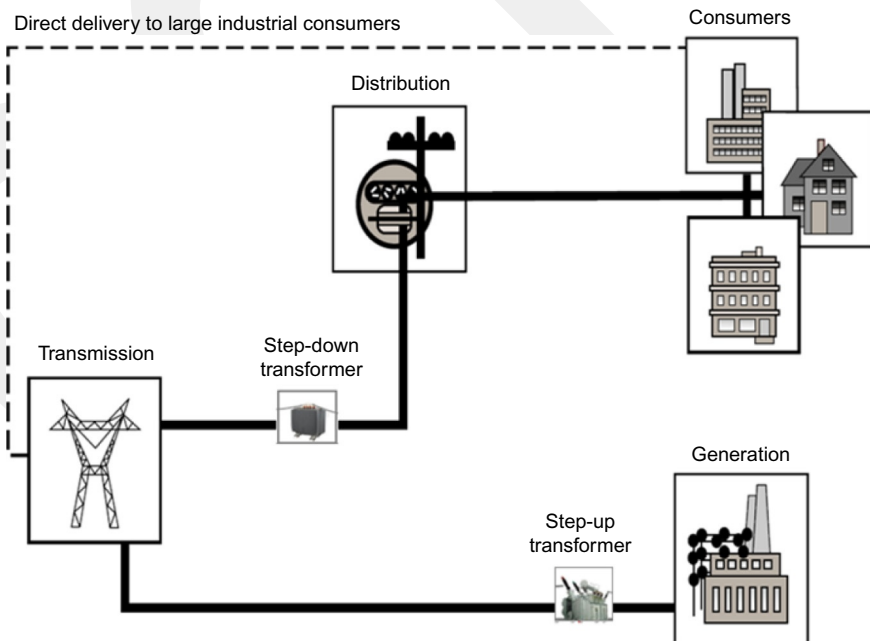 Direct delivery to large industrial consumers
Consumers
Distribution
Transmission
Step-down
transformer
Generation
Step-up
transformer